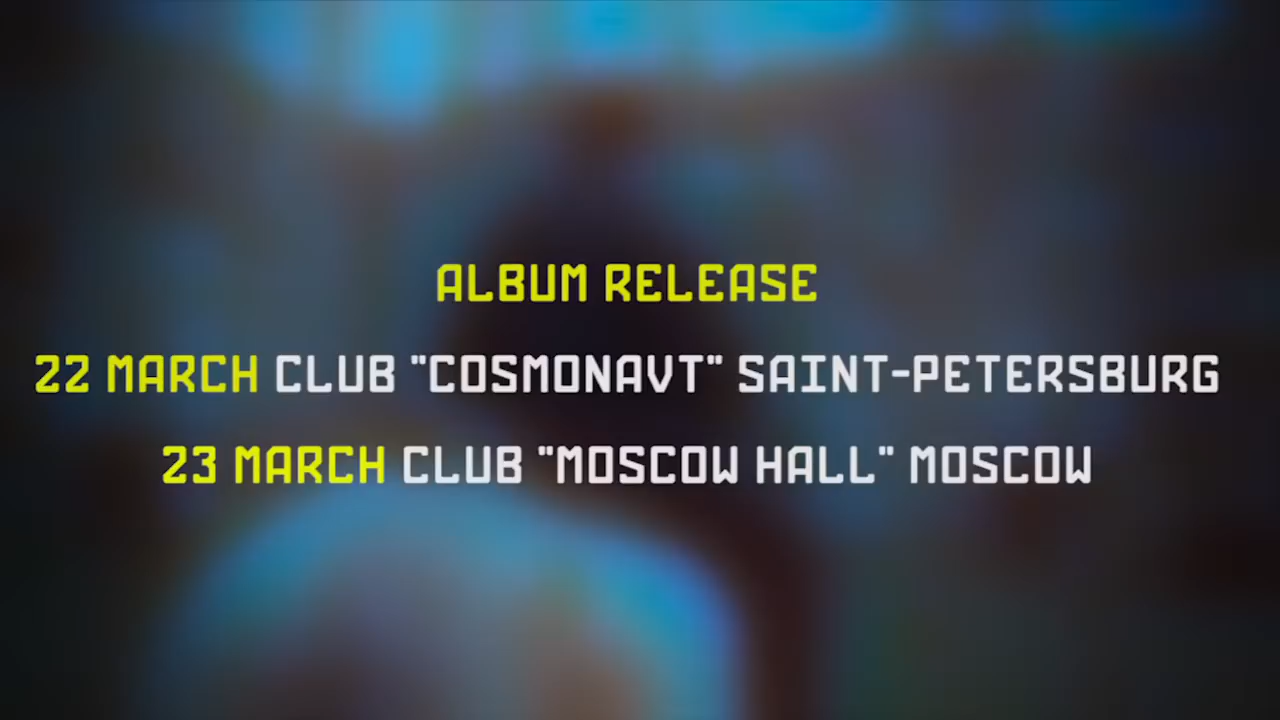 ALBUM RELEASE
22 MARCH CLUB "COSMONAVT" SAINT-PETERSBURG
23 MARCH CLUB "MOSCOW HALL" MOSCOW